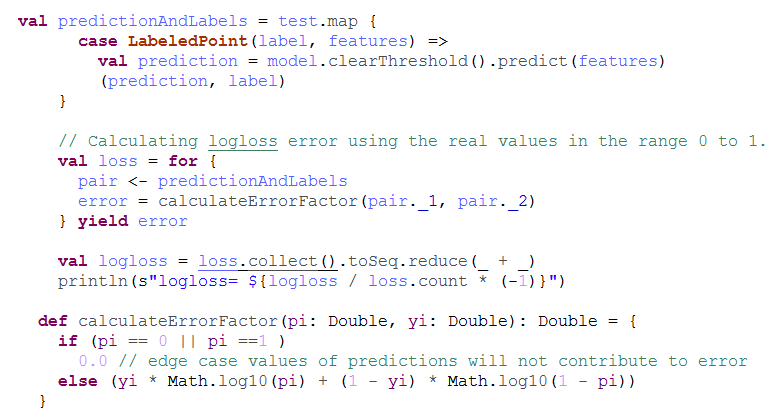 val predictionAndLabels = test.map {
case LabeledPoint(label, features) =>
val prediction = model.clearThreshold().predict(features)
(prediction, label)
}
// Calculating logloss error using the real values in the range 0 to 1.
val loss = for {
pair <- predictionAndLabels
error = calculateErrorFactor(pair._1, pair._2)
} yield error
val logloss = loss.collect().toSeq.reduce(_ + _)
println(s"logloss= ${logloss / loss.count * (-1)}")
def calculateErrorFactor(pi: Double, yi: Double): Double = {
if (pi == 0 || pi ==1 )
0.0 // edge case values of predictions will not contribute to error
else (yi * Math.log10(pi) + (1 - yi) * Math.log10(1 - pi))
}